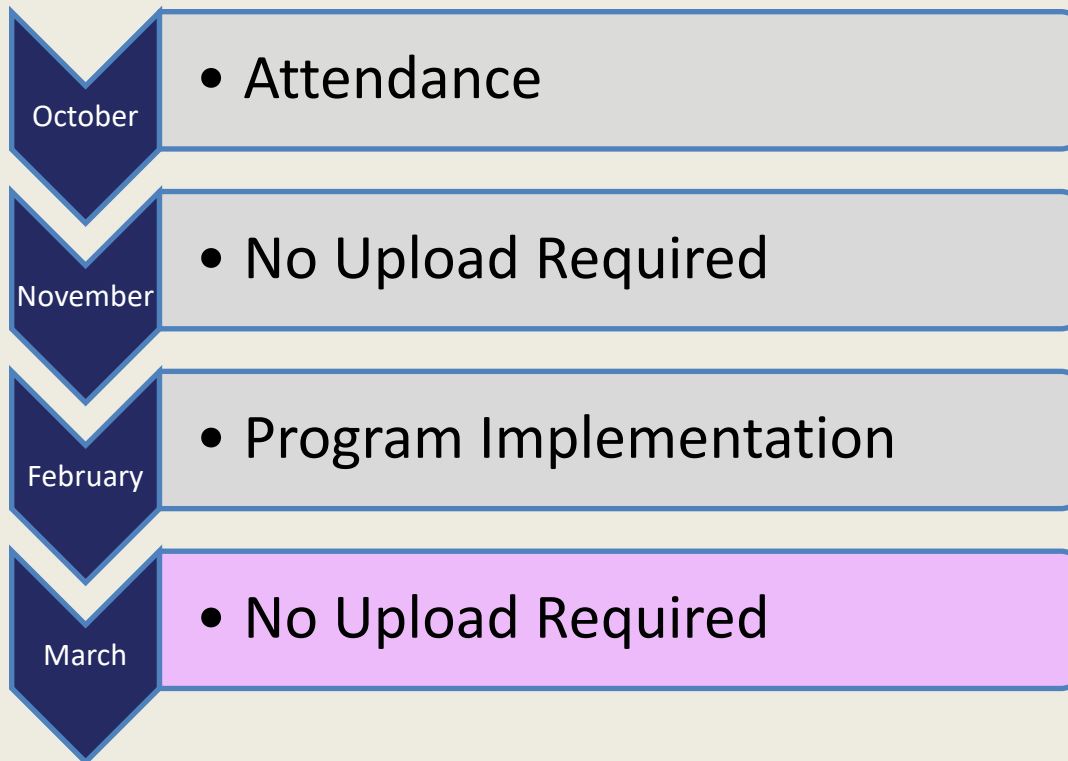 October
• Attendance
November
• No Upload Required
February
• Program Implementation
March
• No Upload Required